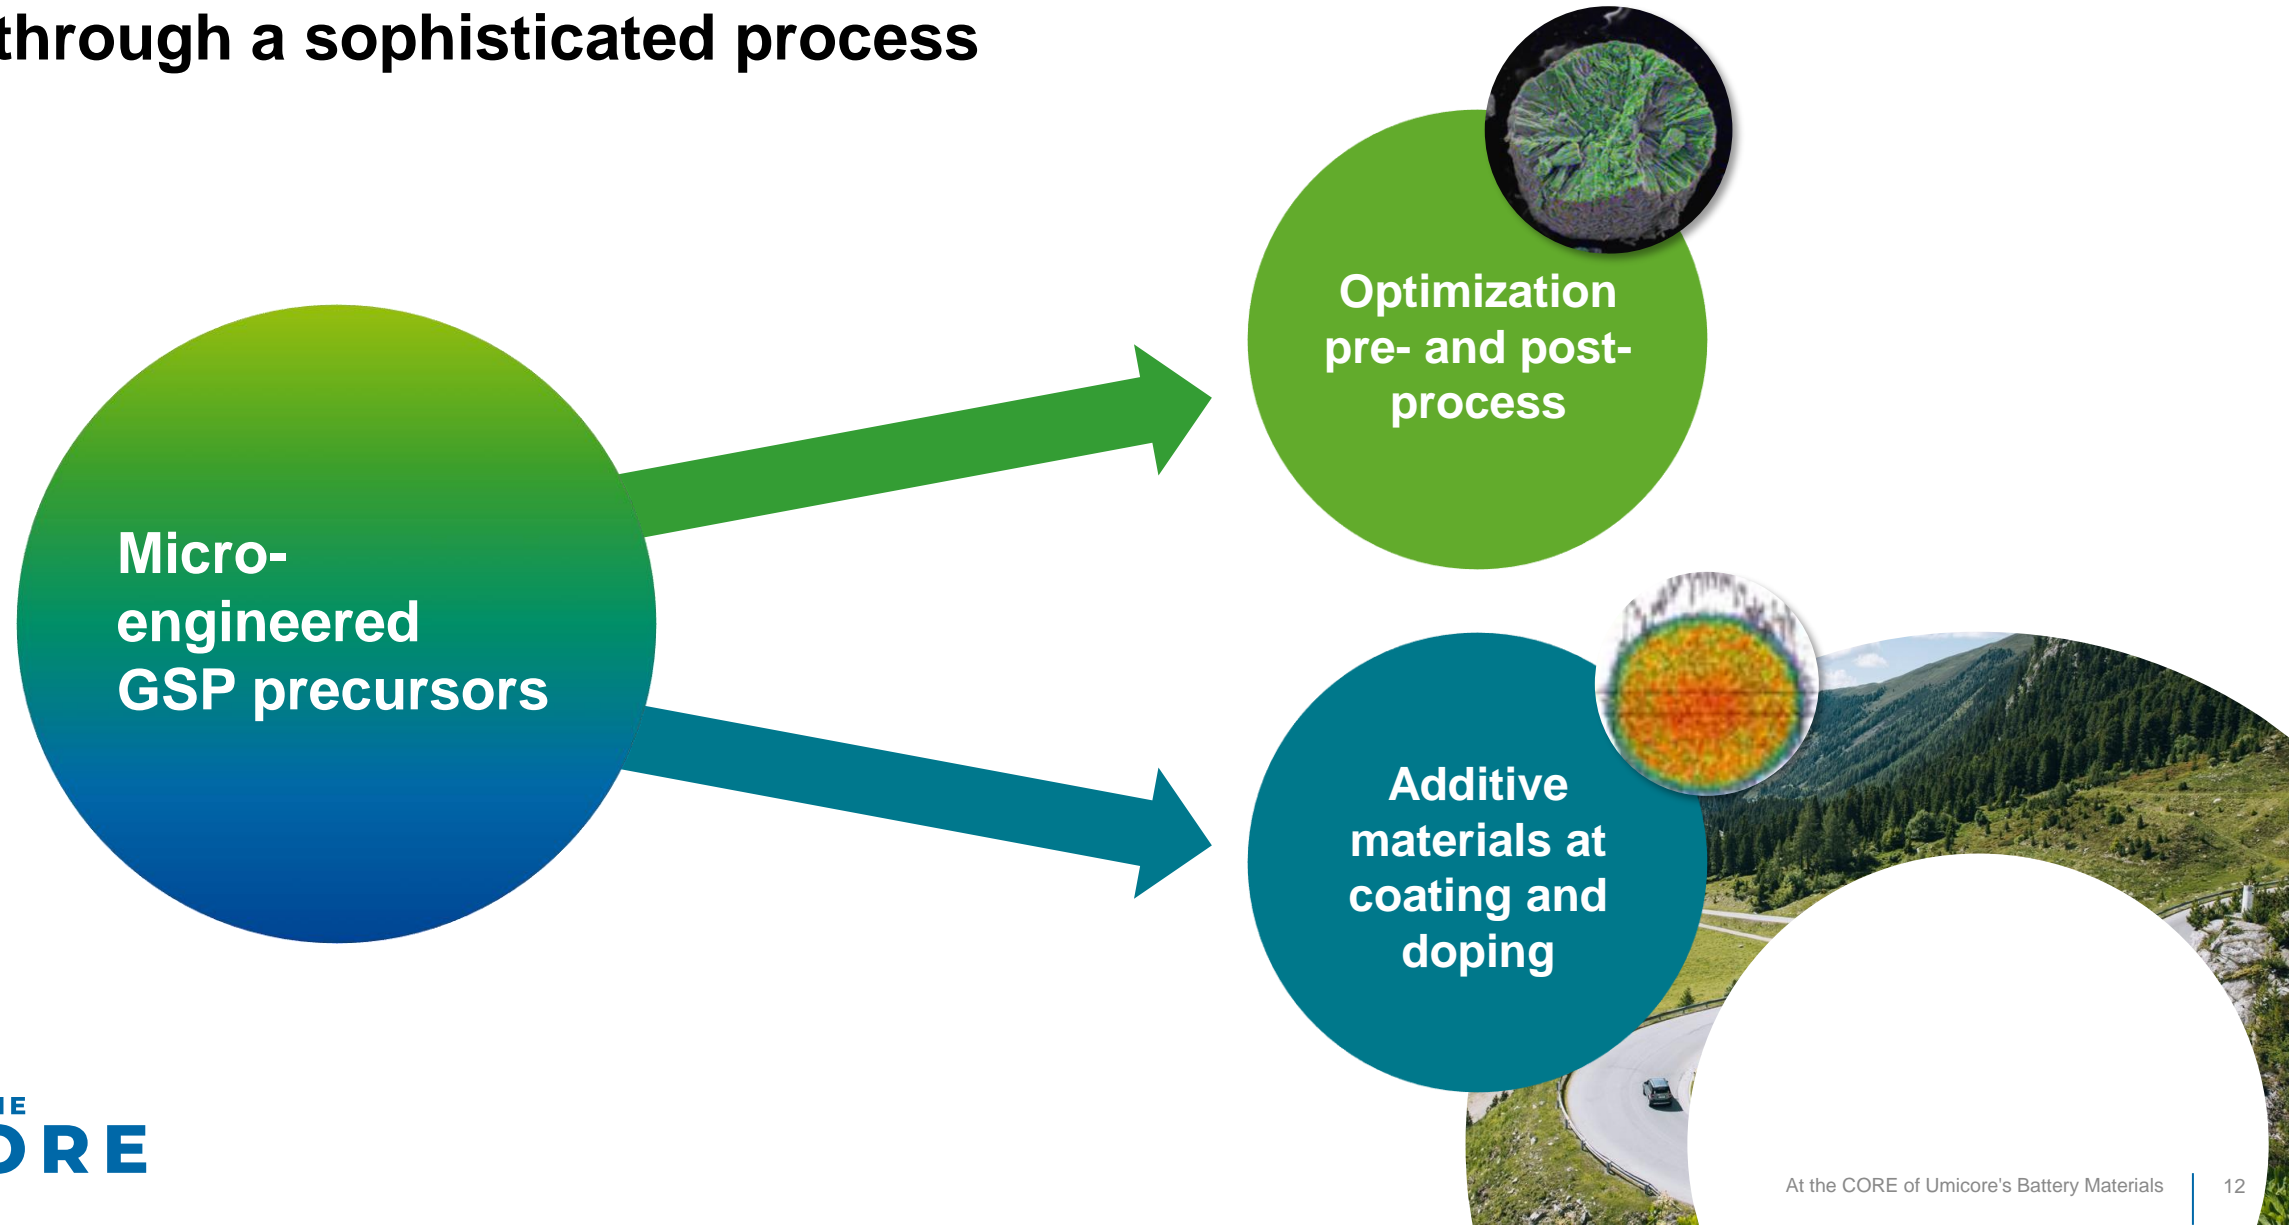 through a sophisticated process
Optimization
pre- and post-
process
Micro-
engineered
GSP precursors
Additive
materials at
coating and
doping
ORE
At the CORE of Umicore's Battery Materials
12